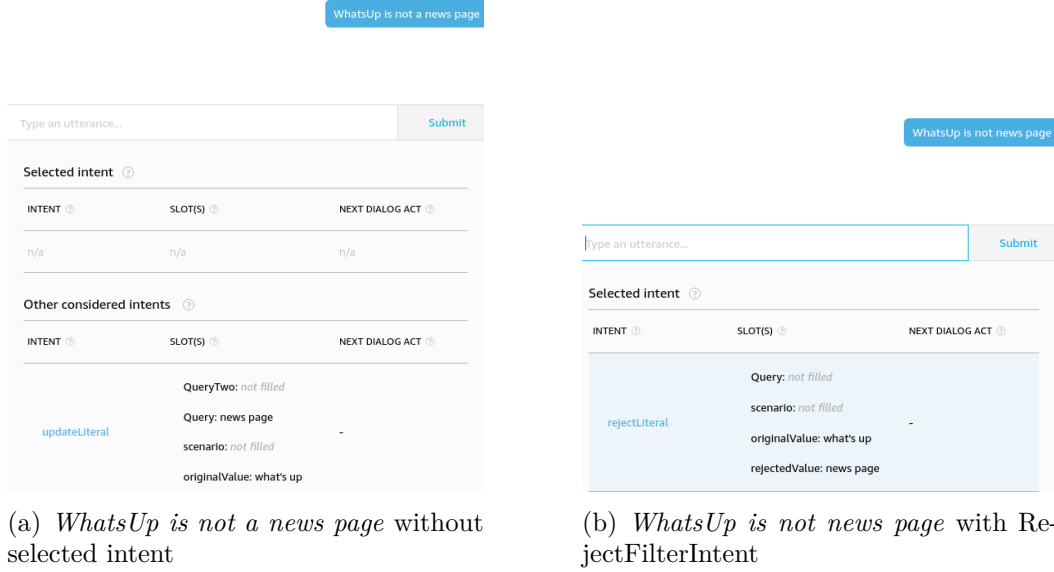 WhatsUp is not a news page
Type an utterance...
Submit
Selected intent ?
INTENT ? SLOT(S) ? NEXT DIALOG ACT ?
n/a n/a n/a
Other considered intents ?
INTENT ? SLOT(S) ? NEXT DIALOG ACT ?
QueryTwo: not filled
Query: news page
updateLiteral -
scenario: not filled
originalValue: what's up
(a) WhatsUp is not a news page without
selected intent
WhatsUp is not news page
Type an utterance...
Submit
Selected intent ?
INTENT ? SLOT(S) ? NEXT DIALOG ACT ?
Query: not filled
scenario: not filled
rejectLiteral -
originalValue: what's up
rejectedValue: news page
(b) WhatsUp is not news page with Re-
jectFilterIntent